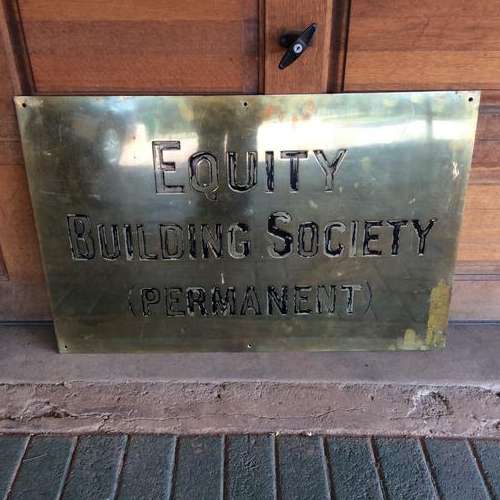 EQUITY
BUILDING SOCIETY
(PERMANENT)